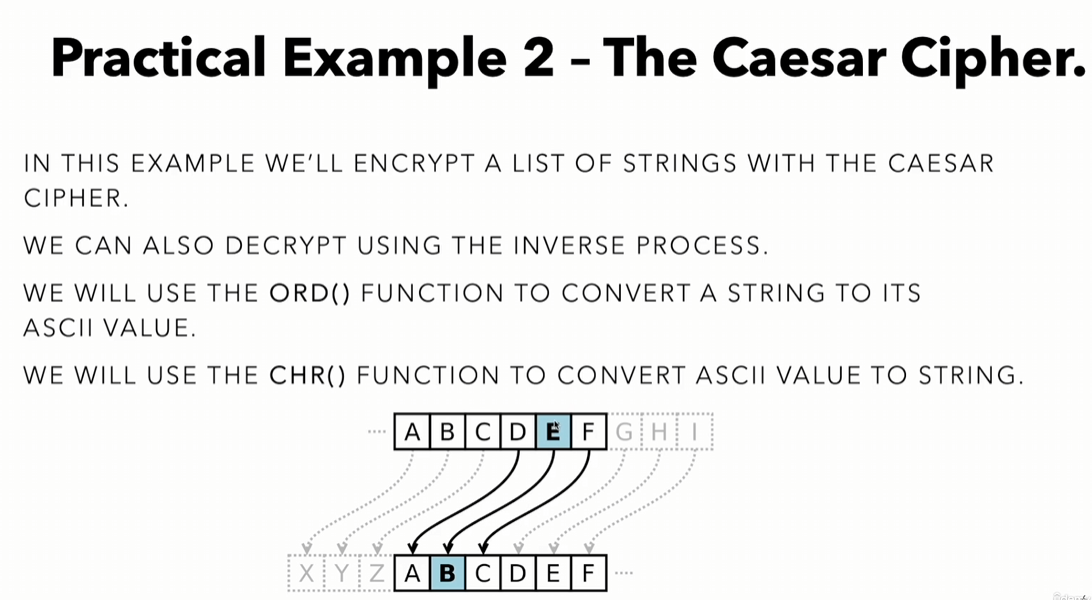 Practical Example 2 – The Caesar Cipher.
IN THIS EXAMPLE WE'LL ENCRYPT A LIST OF STRINGS WITH THE CAESAR
CIPHER.
WE CAN ALSO DECRYPT USING THE INVERSE PROCESS.
WE WILL USE THE ORD() FUNCTION TO CONVERT A STRING TO ITS
ASCII VALUE.
WE WILL USE THE CHR() FUNCTION TO CONVERT ASCII VALUE TO STRING.
A B C D E F G H I
X Y Z A B C D E F